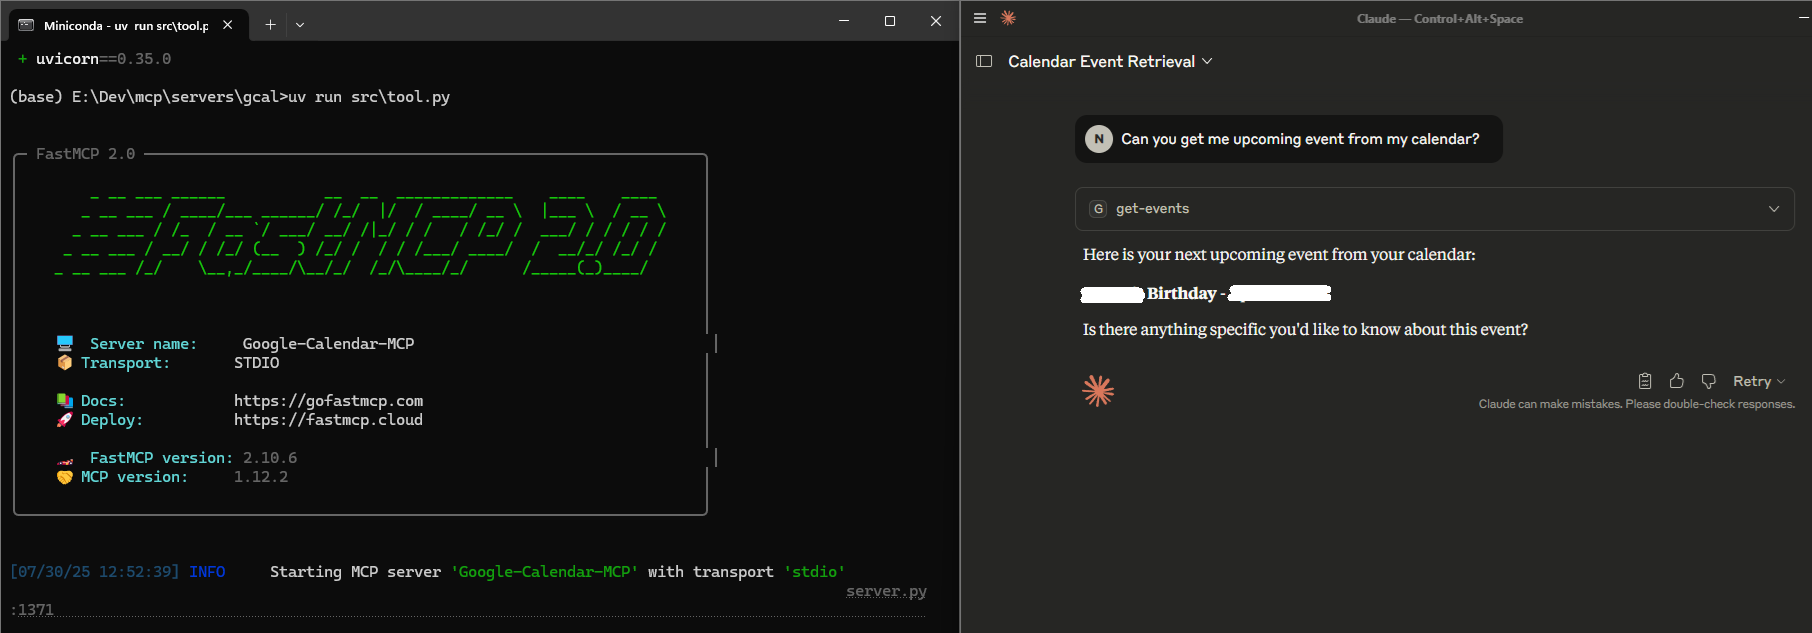 Miniconda - uv run src\tool.p
+ uvicorn==0.35.0
(base) E:\Dev\mcp\servers\gcal>uv run src\tool.py
FastMCP 2.0
FastMCP 2.0
Server name: Google-Calendar-MCP
Transport: STDIO
Docs: https://gofastmcp.com
Deploy: https://fastmcp.cloud
FastMCP version: 2.10.6
MCP version: 1.12.2
[07/30/25 12:52:39] INFO Starting MCP server 'Google-Calendar-MCP' with transport 'stdio'
server.py
:1371
Claude — Control+Alt+Space
Calendar Event Retrieval
N Can you get me upcoming event from my calendar?
G get-events
Here is your next upcoming event from your calendar:
Birthday -
Is there anything specific you'd like to know about this event?
Retry
Claude can make mistakes. Please double-check responses.